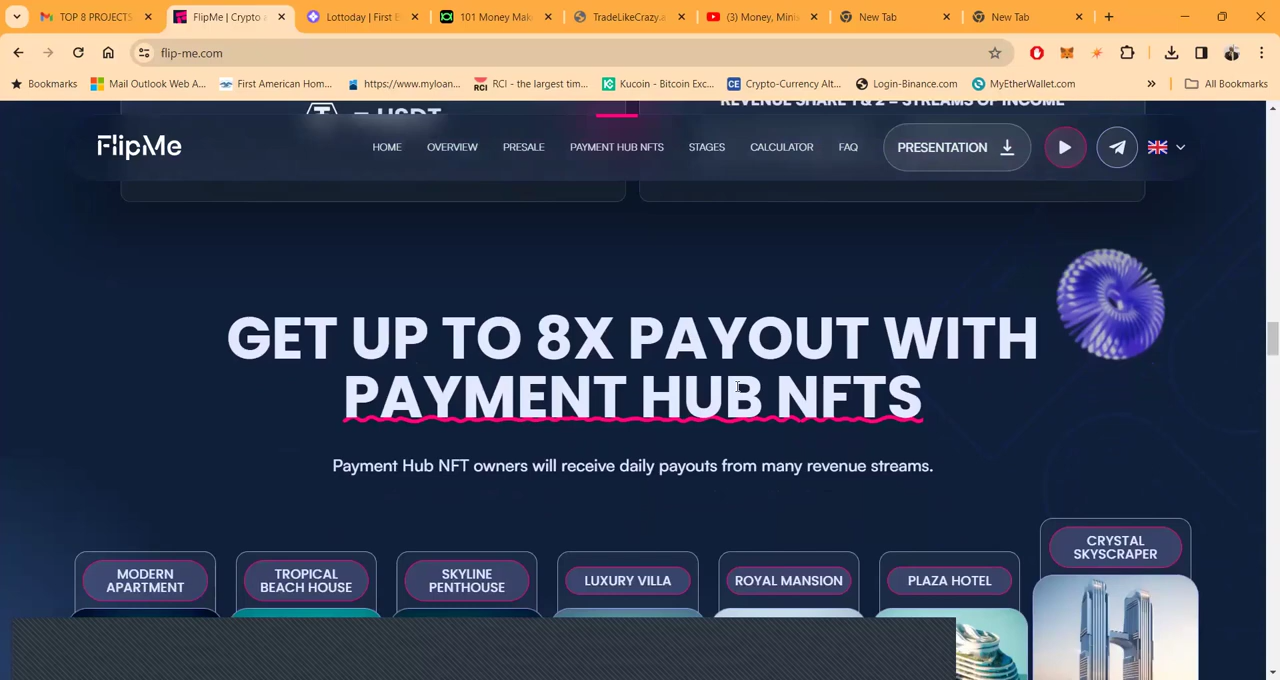 TOP 8 PROJECTS
FlipMe | Crypto
Lottoday | First
101 Money Mak
TradeLikeCrazy.a
(3) Money, Mini
New Tab
New Tab
flip-me.com
Bookmarks
Mail Outlook Web A...
First American Hom...
https://www.myloan...
RCI - the largest tim...
Kucoin - Bitcoin Exc...
Crypto-Currency Alt...
Login-Binance.com
MyEtherWallet.com
All Bookmarks
= USDT
REVENUE SHARE 1 & 2 = STREAMS OF INCOME
FlipMe
HOME
OVERVIEW
PRESALE
PAYMENT HUB NFTS
STAGES
CALCULATOR
FAQ
PRESENTATION
GET UP TO 8X PAYOUT WITH
PAYMENT HUB NFTS
Payment Hub NFT owners will receive daily payouts from many revenue streams.
MODERN
APARTMENT
TROPICAL
BEACH HOUSE
SKYLINE
PENTHOUSE
LUXURY VILLA
ROYAL MANSION
PLAZA HOTEL
CRYSTAL
SKYSCRAPER